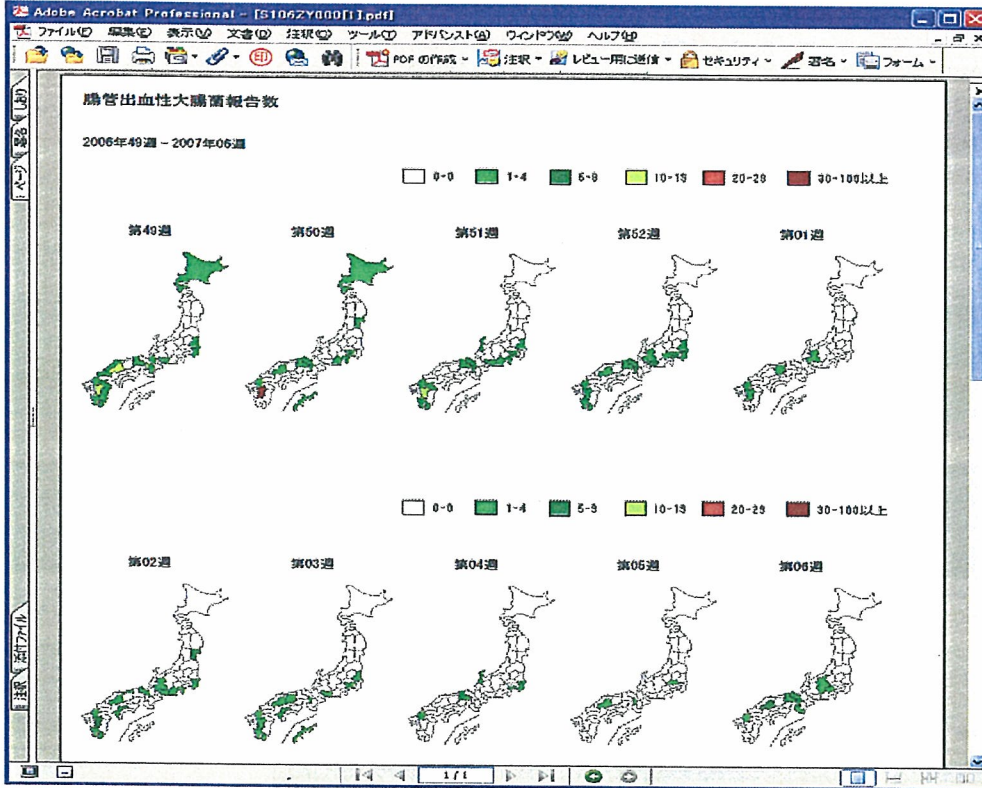 Adobe Acrobat Professional - [S106ZY000[1].pdf]
ファイル(F) 編集(E) 表示(V) 文書(D) 注釈(C) ツール(T) アドバンスト(A) ウィンドウ(W) ヘルプ(H)
PDF の作成 注釈 レビュー用に送信 セキュリティ 署名 フォーム
しおり
署名
ページ
腸管出血性大腸菌報告数
2006年49週 - 2007年06週
0-0 1-4 5-9 10-19 20-29 30-100以上
第49週 第50週 第51週 第52週 第01週
0-0 1-4 5-9 10-19 20-29 30-100以上
第02週 第03週 第04週 第05週 第06週
添付ファイル
注釈
1 / 1